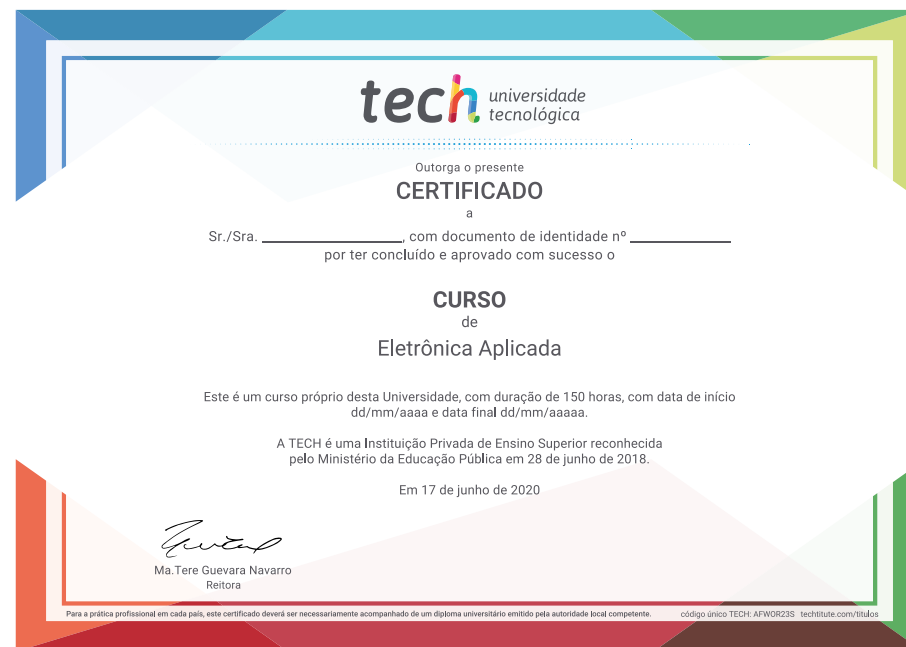 tech universidade
tecnológica
Outorga o presente
CERTIFICADO
a
Sr./Sra. ____________, com documento de identidade nº ____________
por ter concluído e aprovado com sucesso o
CURSO
de
Eletrônica Aplicada
Este é um curso próprio desta Universidade, com duração de 150 horas, com data de início
dd/mm/aaaa e data final dd/mm/aaaaa.
A TECH é uma Instituição Privada de Ensino Superior reconhecida
pelo Ministério da Educação Pública em 28 de junho de 2018.
Em 17 de junho de 2020
Ma.Tere Guevara Navarro
Reitora
Para a prática profissional em cada país, este certificado deverá ser necessariamente acompanhado de um diploma universitário emitido pela autoridade local competente. código único TECH: AFWOR23S techtitute.com/titulos